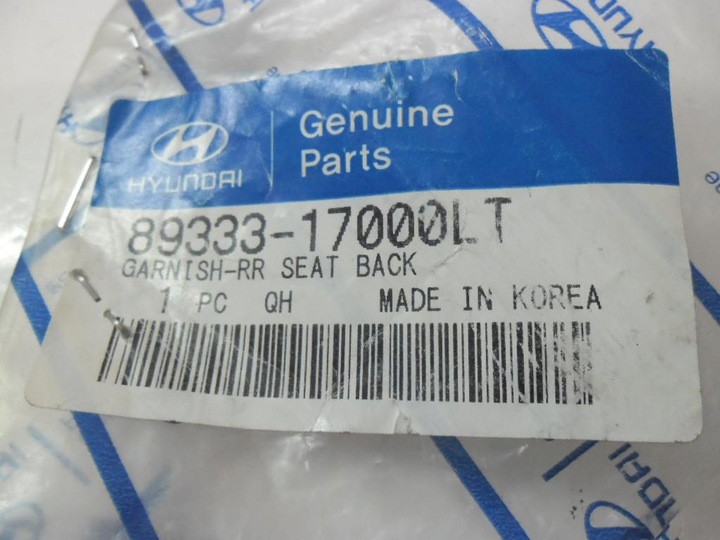 Genuine
Parts
HYUNDAI
89333-17000LT
GARNISH-RR SEAT BACK
1 PC QH MADE IN KOREA